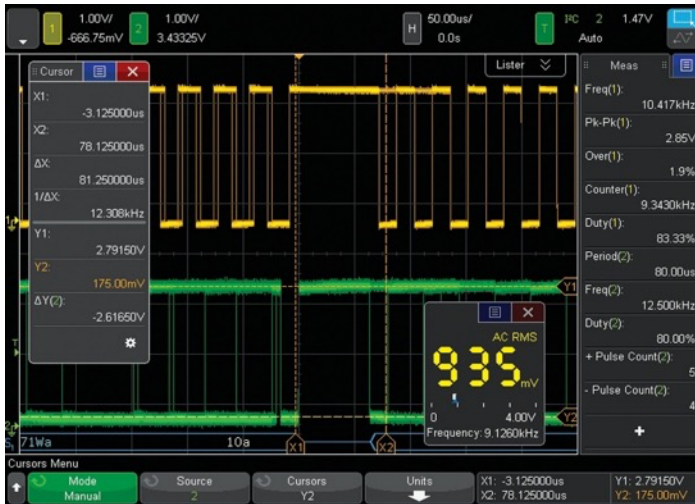 1 1.00V/ -666.75mV
2 1.00V/ 3.43325V
H 50.00us/ 0.0s
T I²C 2 1.47V
Auto
Lister
Cursor
X1:
-3.125000us
X2:
78.125000us
ΔX:
81.250000us
1/ΔX:
12.308kHz
Y1:
2.79150V
Y2:
175.00mV
ΔY(2):
-2.61650V
Meas
Freq(1):
10.417kHz
Pk-Pk(1):
2.85V
Over(1):
1.9%
Counter(1):
9.3430kHz
Duty(1):
83.33%
Period(2):
80.00us
Freq(2):
12.500kHz
Duty(2):
80.00%
+ Pulse Count(2):
5
- Pulse Count(2):
4
+
1
T
2
Y1
Y2
AC RMS
935 mV
0 4.00V
Frequency: 9.1260kHz
S₁ 71Wa 10a X1 X2
Cursors Menu
Mode
Manual
Source
2
Cursors
Y2
Units
X1: -3.125000us
X2: 78.125000us
Y1: 2.79150V
Y2: 175.00mV